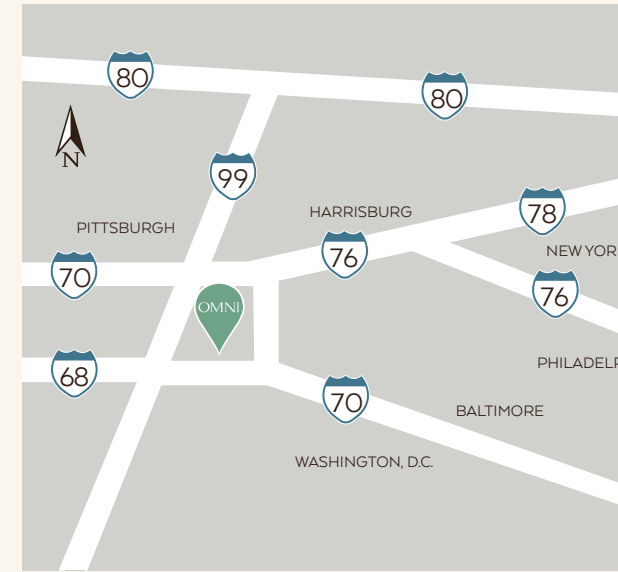 80
80
N
99
HARRISBURG
78
PITTSBURGH
76
NEW YOR
70
76
OMNI
PHILADELP
68
70
BALTIMORE
WASHINGTON, D.C.